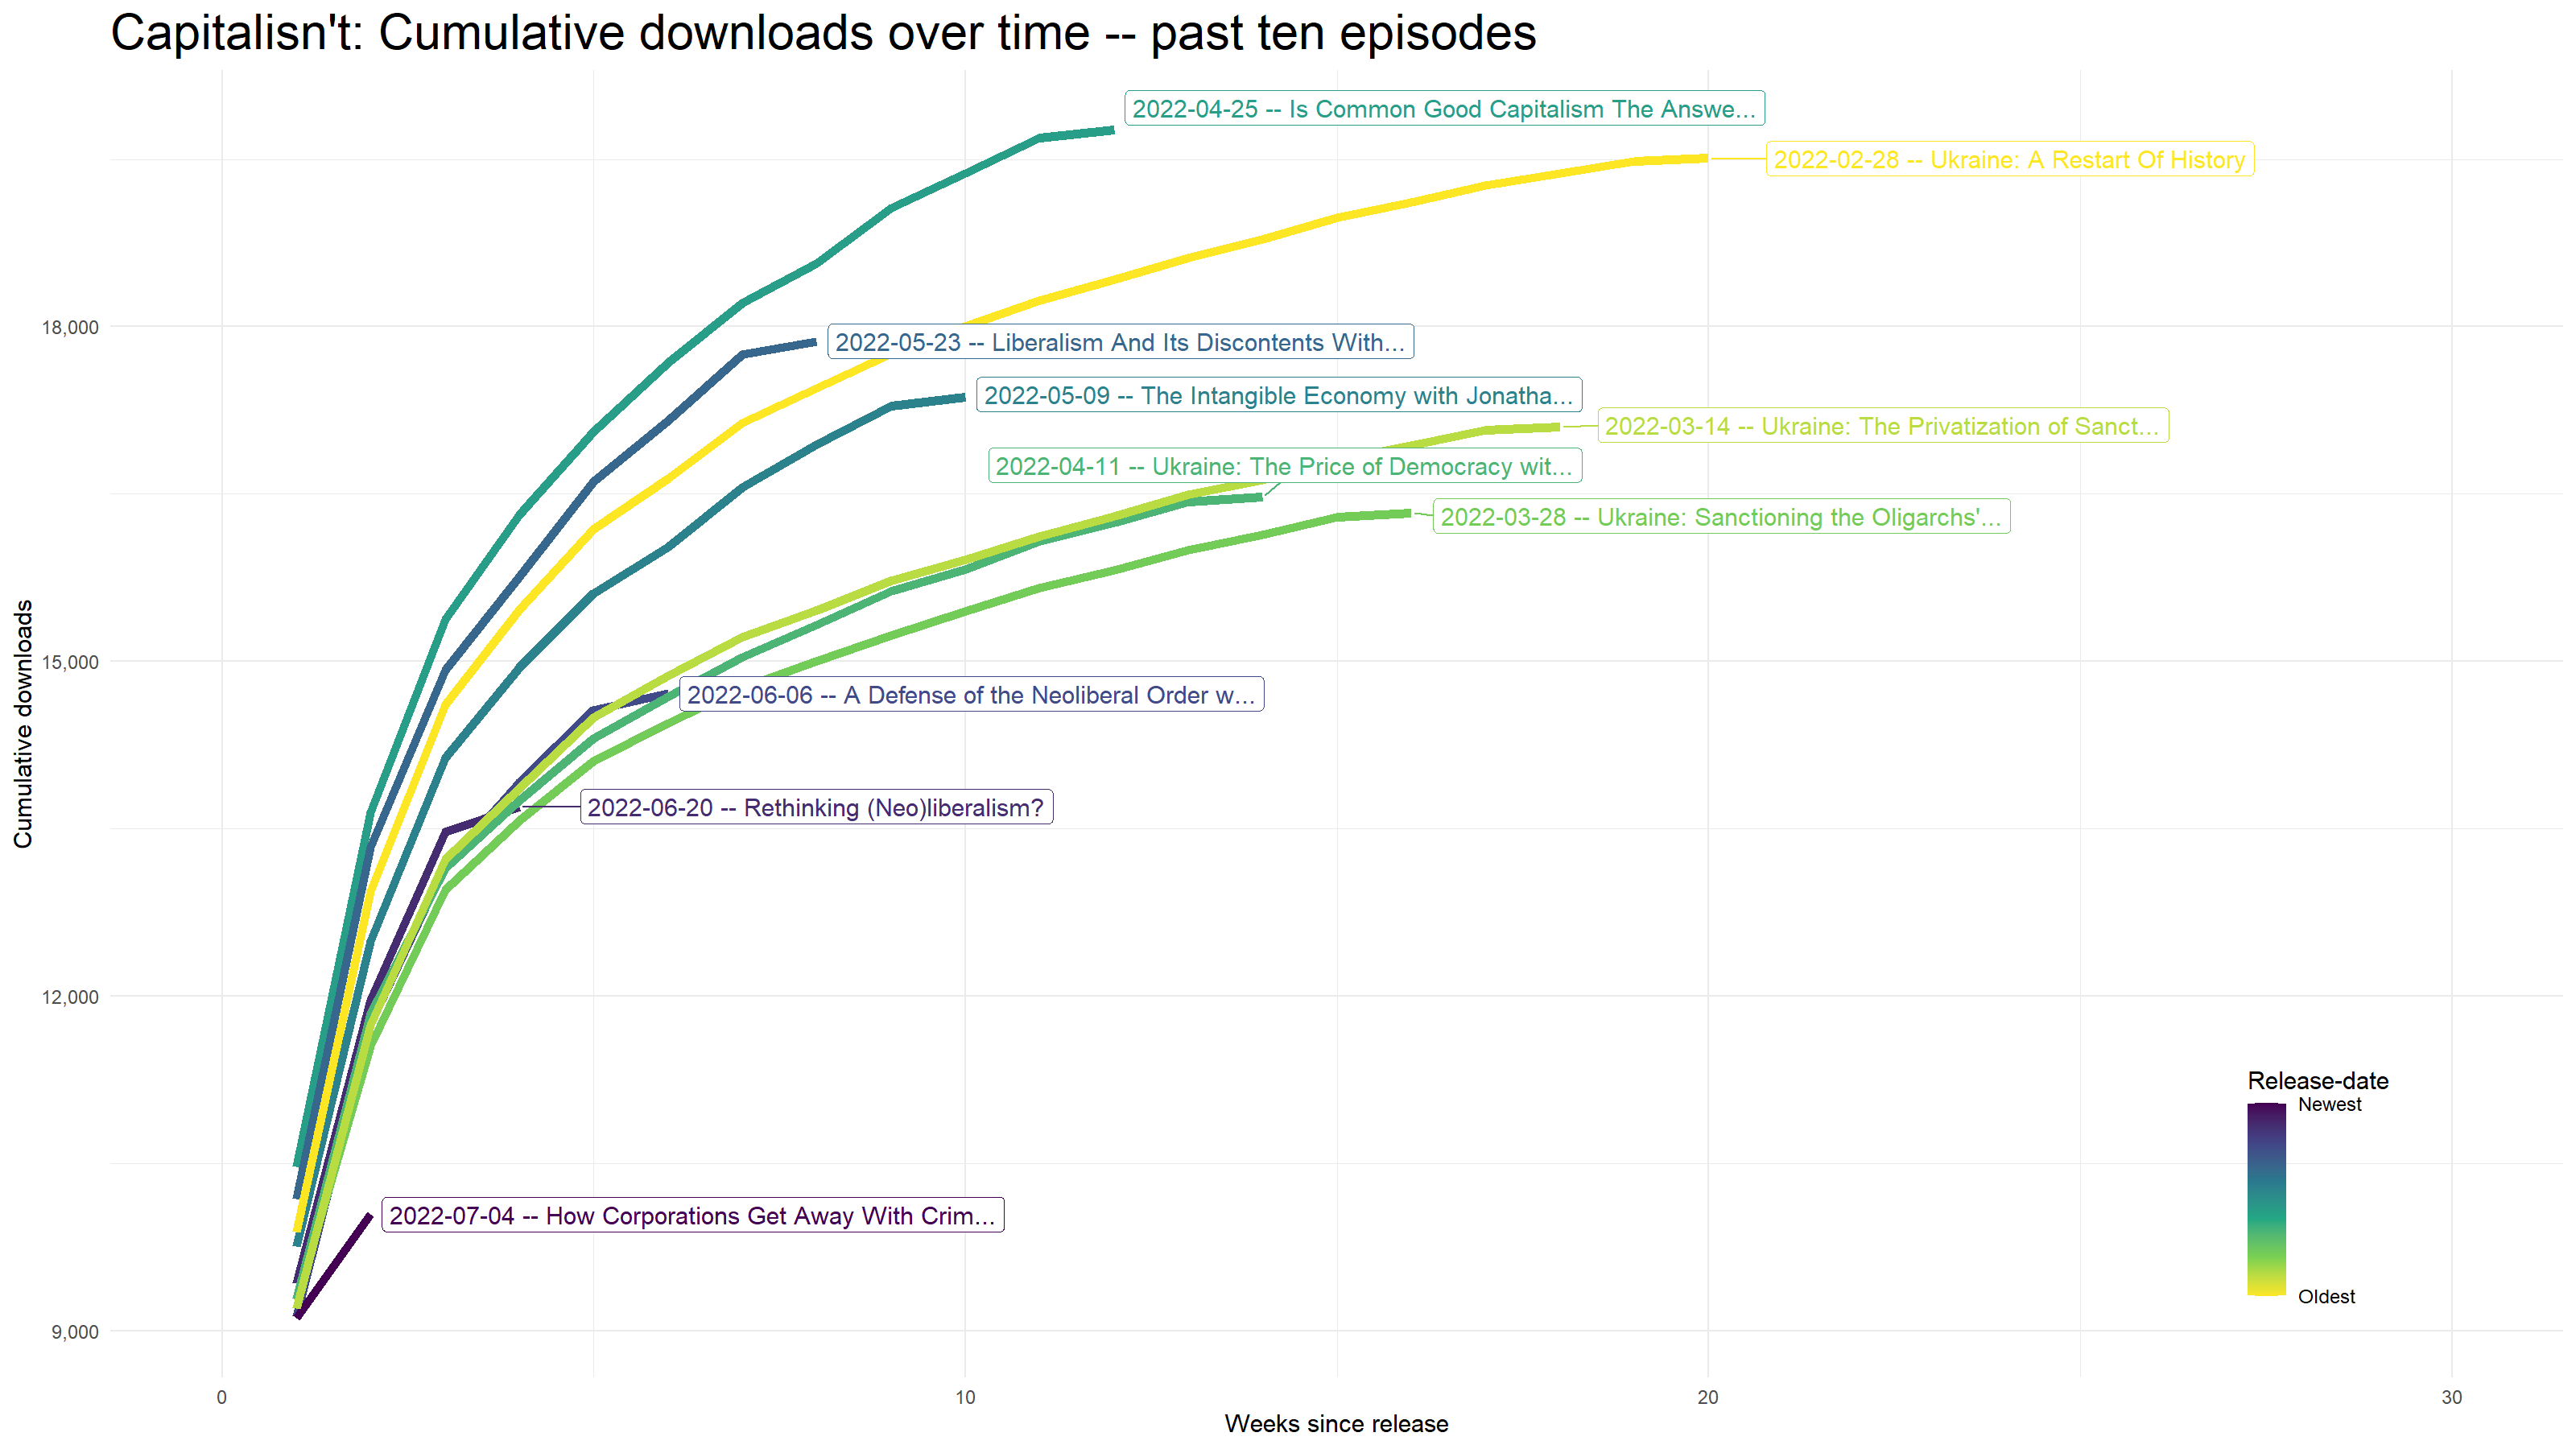 Capitalisn't: Cumulative downloads over time -- past ten episodes
2022-04-25 -- Is Common Good Capitalism The Answe...
2022-02-28 -- Ukraine: A Restart Of History
18,000
2022-05-23 -- Liberalism And Its Discontents With...
2022-05-09 -- The Intangible Economy with Jonatha...
2022-03-14 -- Ukraine: The Privatization of Sanct...
2022-04-11 -- Ukraine: The Price of Democracy wit...
2022-03-28 -- Ukraine: Sanctioning the Oligarchs'...
15,000
2022-06-06 -- A Defense of the Neoliberal Order w...
Cumulative downloads
2022-06-20 -- Rethinking (Neo)liberalism?
12,000
Release-date
Newest
2022-07-04 -- How Corporations Get Away With Crim...
Oldest
9,000
0
10
20
30
Weeks since release